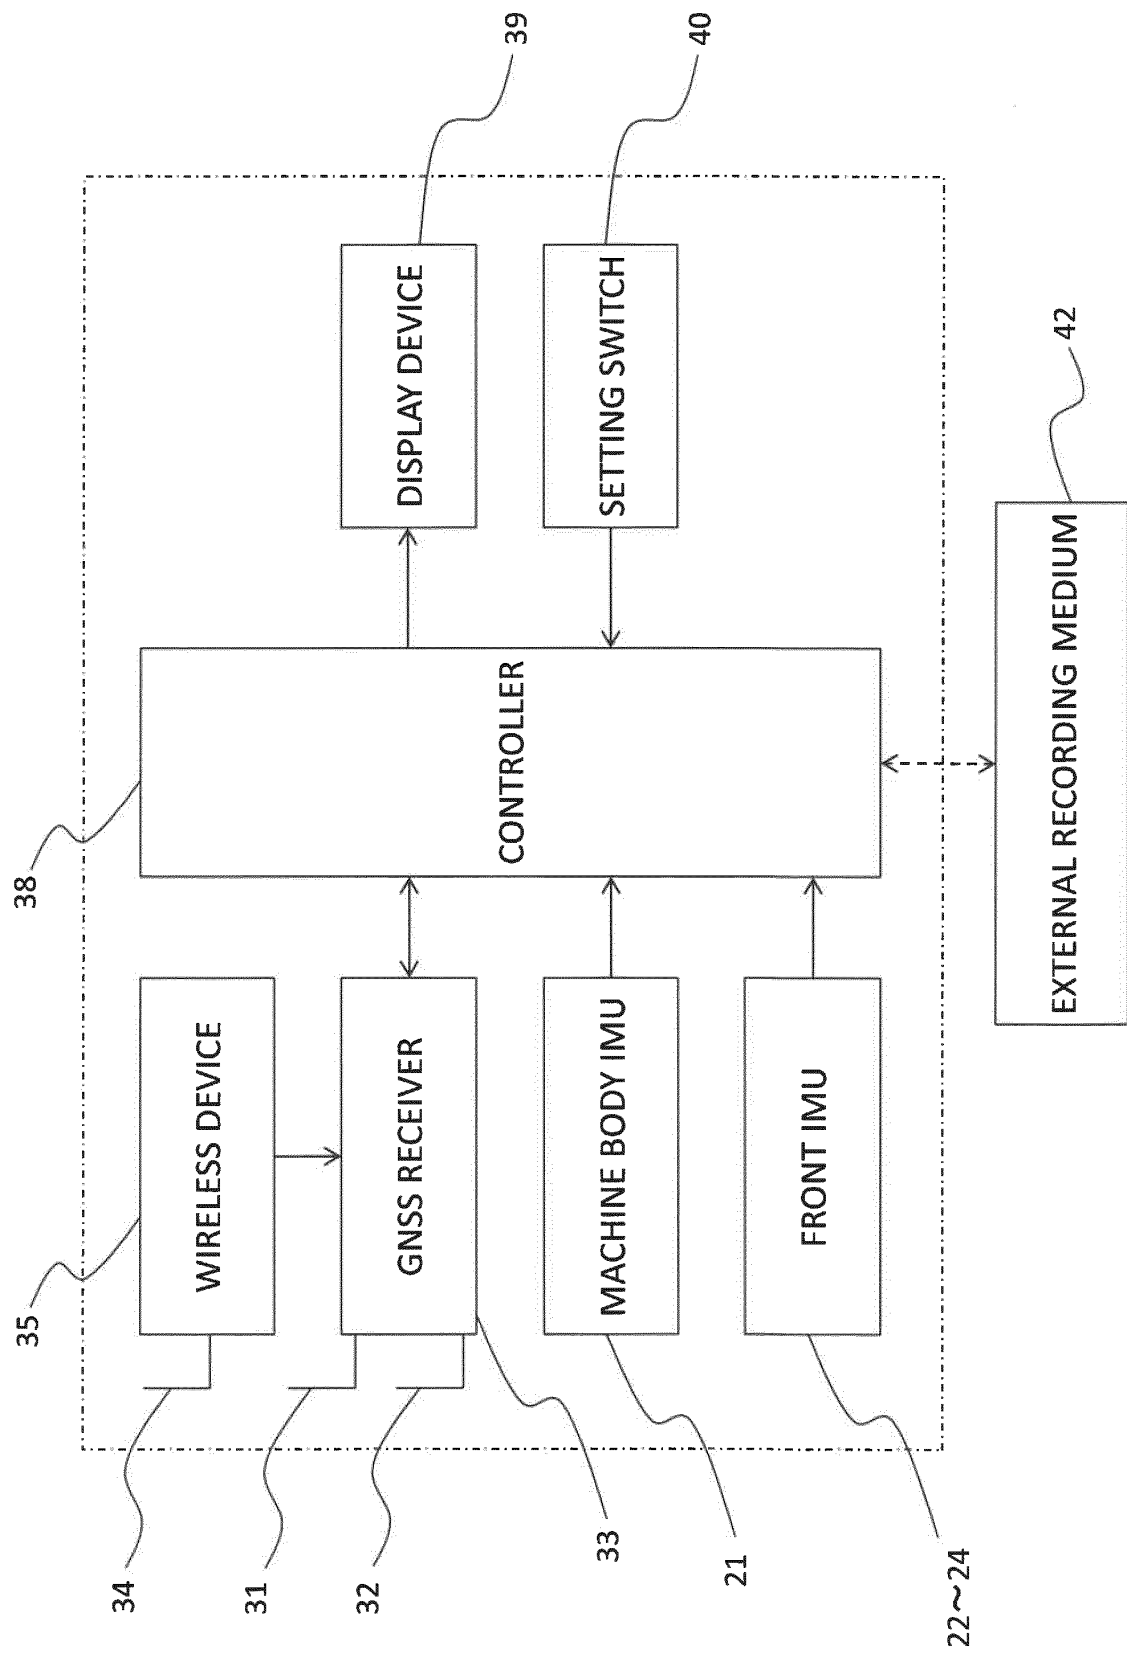 35
38
WIRELESS DEVICE
34
GNSS RECEIVER
31
32
33
MACHINE BODY IMU
21
FRONT IMU
22~24
CONTROLLER
DISPLAY DEVICE
39
SETTING SWITCH
40
EXTERNAL RECORDING MEDIUM
42